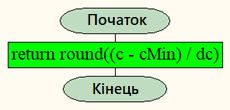 Початок
return round((c - cMin) / dc)
Кінець